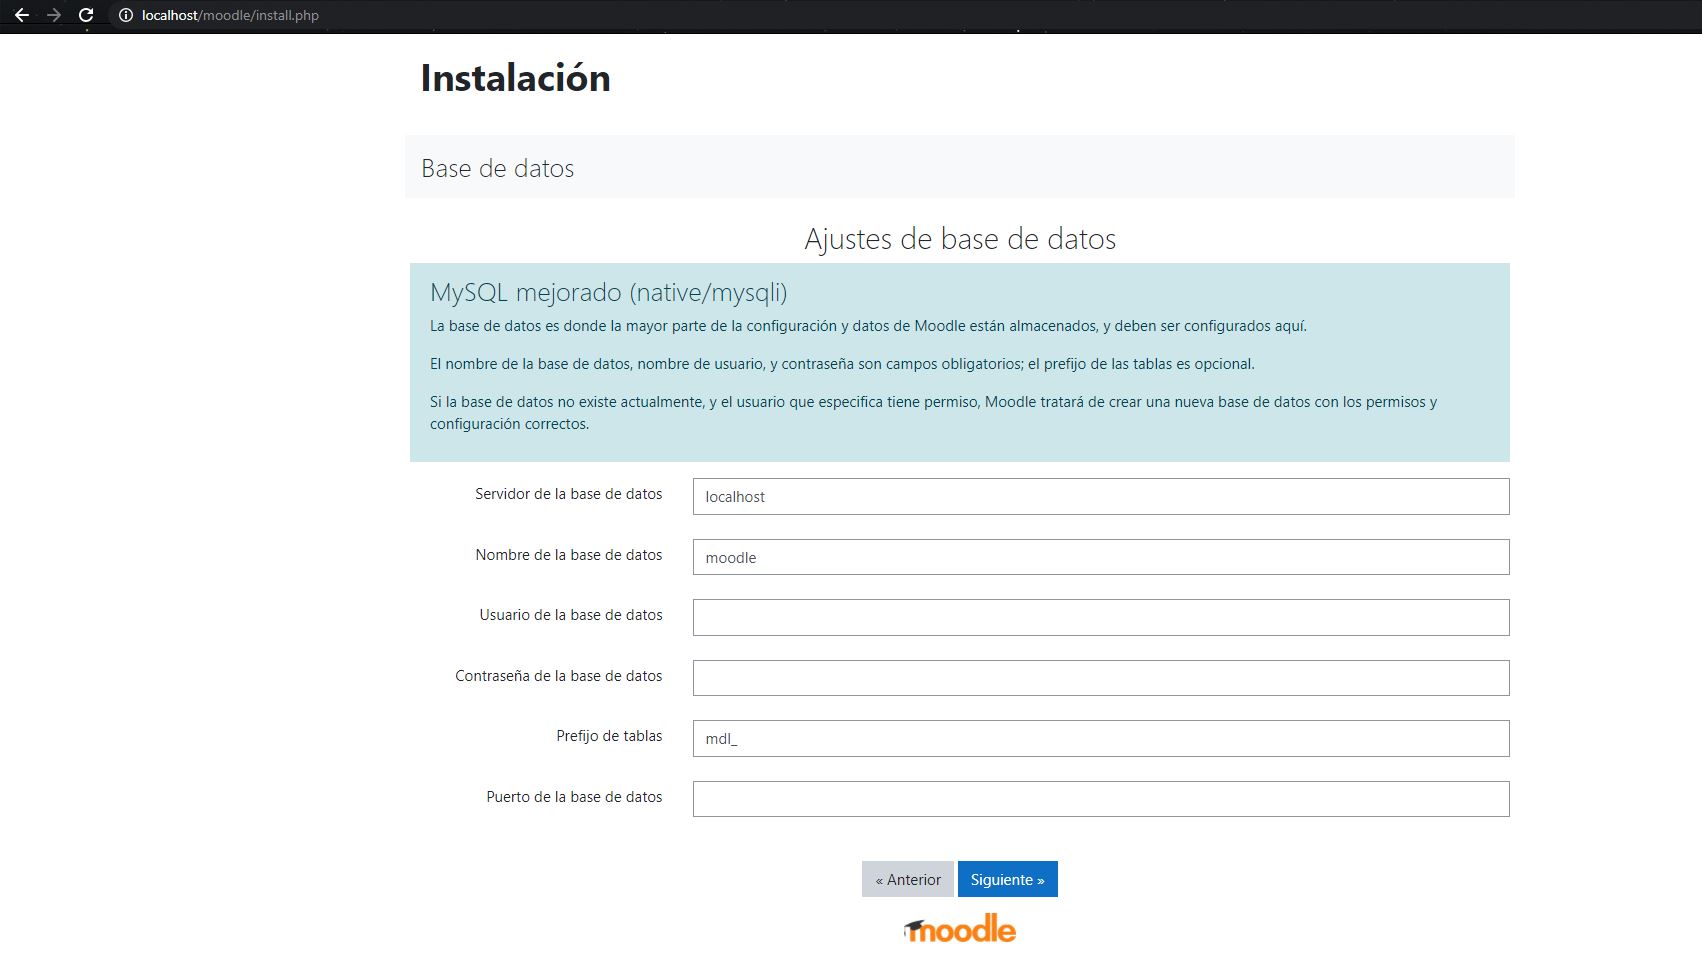 localhost/moodle/install.php
Instalación
Base de datos
Ajustes de base de datos
MySQL mejorado (native/mysqli)
La base de datos es donde la mayor parte de la configuración y datos de Moodle están almacenados, y deben ser configurados aquí.
El nombre de la base de datos, nombre de usuario, y contraseña son campos obligatorios; el prefijo de las tablas es opcional.
Si la base de datos no existe actualmente, y el usuario que especifica tiene permiso, Moodle tratará de crear una nueva base de datos con los permisos y
configuración correctos.
Servidor de la base de datos localhost
Nombre de la base de datos moodle
Usuario de la base de datos
Contraseña de la base de datos
Prefijo de tablas mdl_
Puerto de la base de datos
« Anterior Siguiente »
moodle